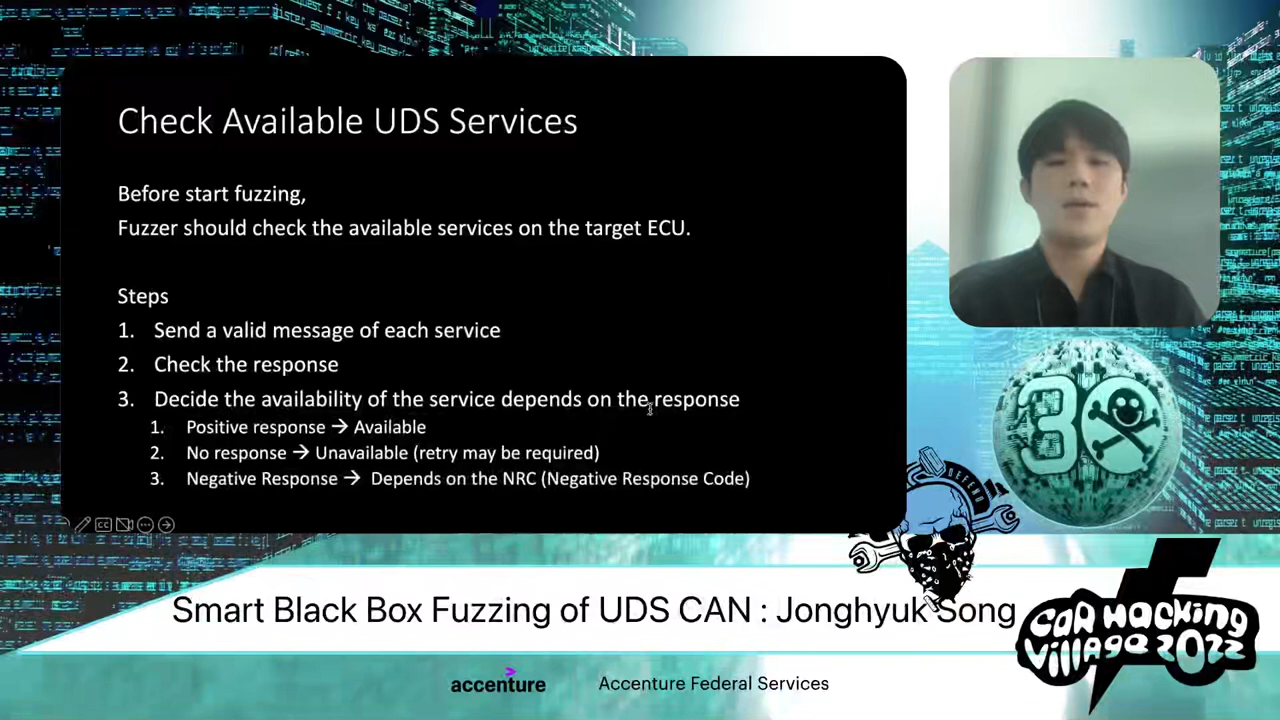 Check Available UDS Services
Before start fuzzing,
Fuzzer should check the available services on the target ECU.
Steps
1. Send a valid message of each service
2. Check the response
3. Decide the availability of the service depends on the response
1. Positive response → Available
2. No response → Unavailable (retry may be required)
3. Negative Response → Depends on the NRC (Negative Response Code)
CC
30
DEFEND
Smart Black Box Fuzzing of UDS CAN : Jonghyuk Song
CAR HACKING
VILLAGE 2022
accenture
Accenture Federal Services